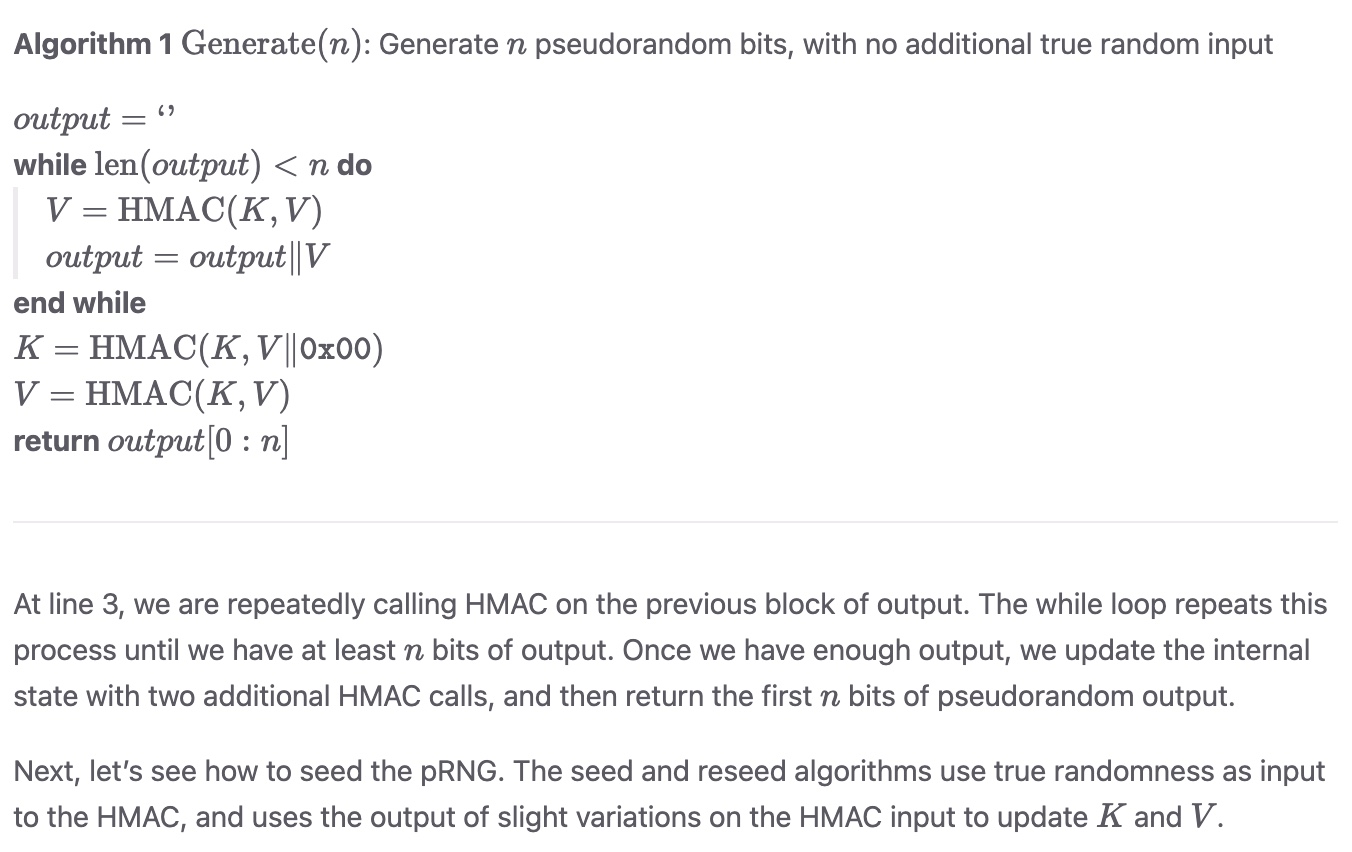 Algorithm 1 Generate(n): Generate n pseudorandom bits, with no additional true random input
output = ‘’
while len(output) < n do
V = HMAC(K, V)
output = output||V
end while
K = HMAC(K, V||0x00)
V = HMAC(K, V)
return output[0 : n]
At line 3, we are repeatedly calling HMAC on the previous block of output. The while loop repeats this
process until we have at least n bits of output. Once we have enough output, we update the internal
state with two additional HMAC calls, and then return the first n bits of pseudorandom output.
Next, let’s see how to seed the pRNG. The seed and reseed algorithms use true randomness as input
to the HMAC, and uses the output of slight variations on the HMAC input to update K and V.